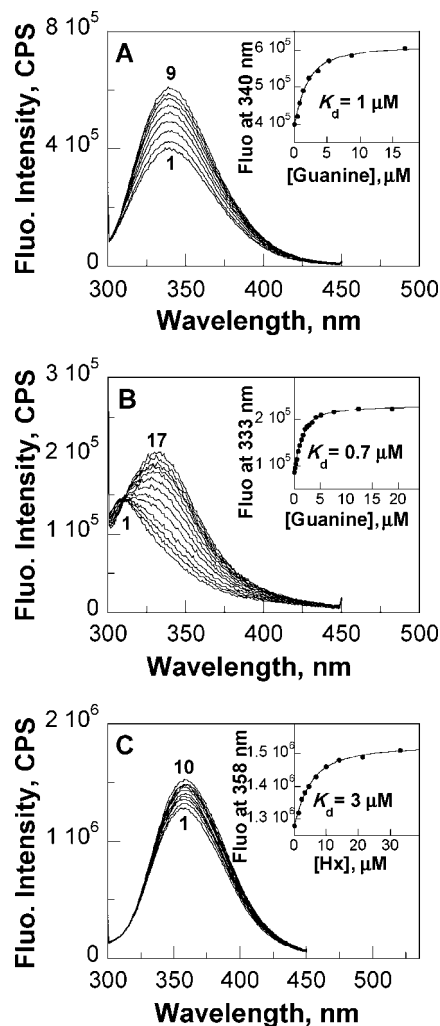 A
Fluo. Intensity, CPS
8 10⁵
4 10⁵
0
9
1
300 350 400 450 500
Wavelength, nm
Fluo at 340 nm
6 10⁵
5 10⁵
4 10⁵
K_d = 1 μM
0 5 10 15
[Guanine], μM
B
Fluo. Intensity, CPS
3 10⁵
2 10⁵
1 10⁵
0
17
1
300 350 400 450 500
Wavelength, nm
Fluo at 333 nm
2 10⁵
1 10⁵
K_d = 0.7 μM
0 5 10 15 20
[Guanine], μM
C
Fluo. Intensity, CPS
2 10⁶
1 10⁶
0
10
1
300 350 400 450 500
Wavelength, nm
Fluo at 358 nm
1.5 10⁶
1.4 10⁶
1.3 10⁶
K_d = 3 μM
0 10 20 30
[Hx], μM